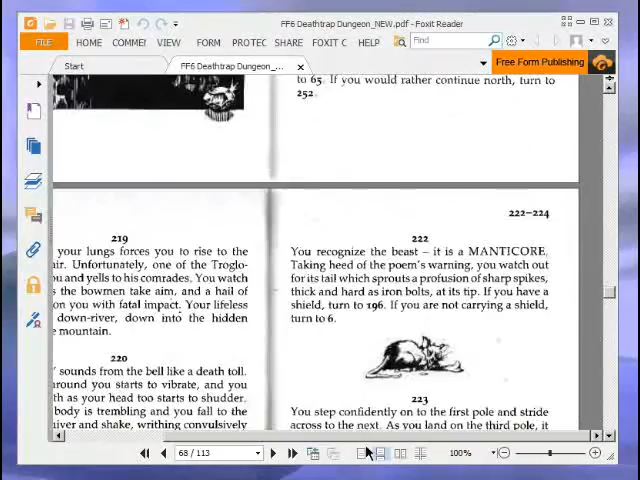 FF6 Deathtrap Dungeon_NEW.pdf - Foxit Reader
FILE HOME COMMEI VIEW FORM PROTEC SHARE FOXIT C HELP Find
Start FF6 Deathtrap Dungeon_... Free Form Publishing
to 65. If you would rather continue north, turn to
252.
219
your lungs forces you to rise to the
air. Unfortunately, one of the Troglo-
ou and yells to his comrades. You watch
s the bowmen take aim, and a hail of
on you with fatal impact. Your lifeless
down-river, down into the hidden
e mountain.
220
sounds from the bell like a death toll.
around you starts to vibrate, and you
th as your head too starts to shudder.
body is trembling and you fall to the
uiver and shake, writhing convulsively
222–224
222
You recognize the beast – it is a MANTICORE.
Taking heed of the poem's warning, you watch out
for its tail which sprouts a profusion of sharp spikes,
thick and hard as iron bolts, at its tip. If you have a
shield, turn to 196. If you are not carrying a shield,
turn to 6.
223
You step confidently on to the first pole and stride
across to the next. As you land on the third pole, it
68 / 113 100%